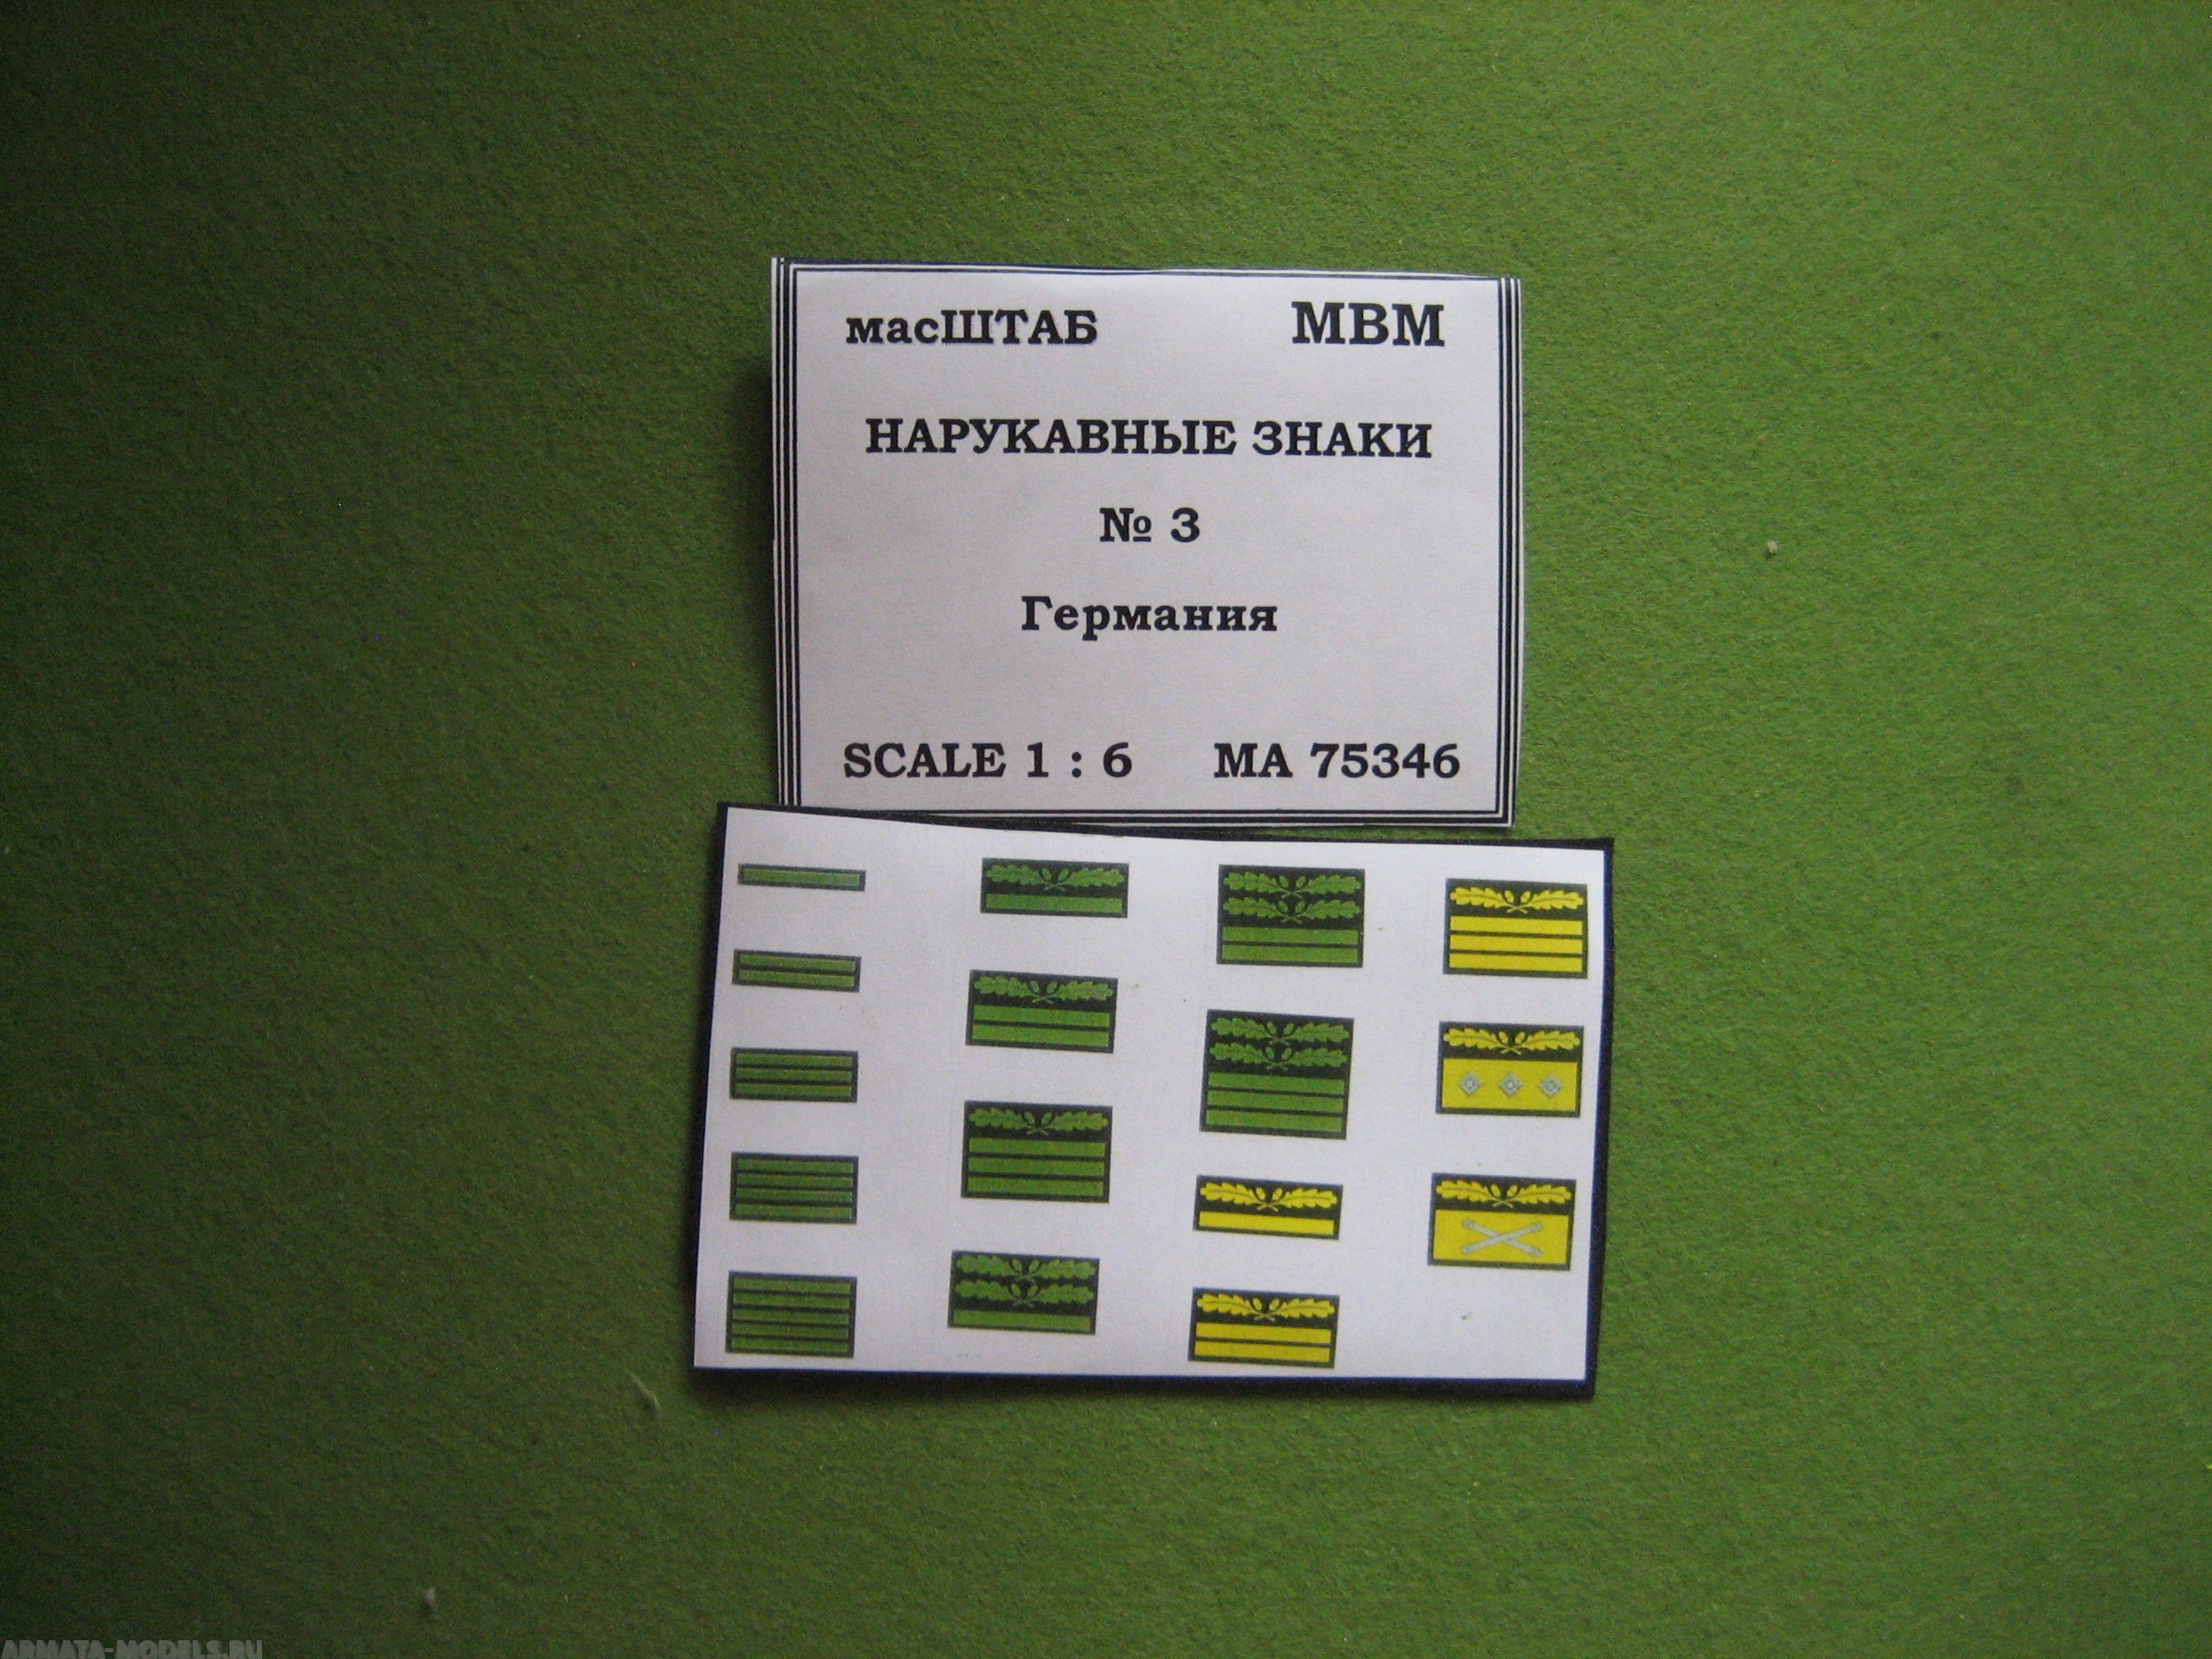 масШТАБ MBM
НАРУКАВНЫЕ ЗНАКИ
№ 3
Германия
SCALE 1 : 6 MA 75346
ARMATA-MODELS.RU